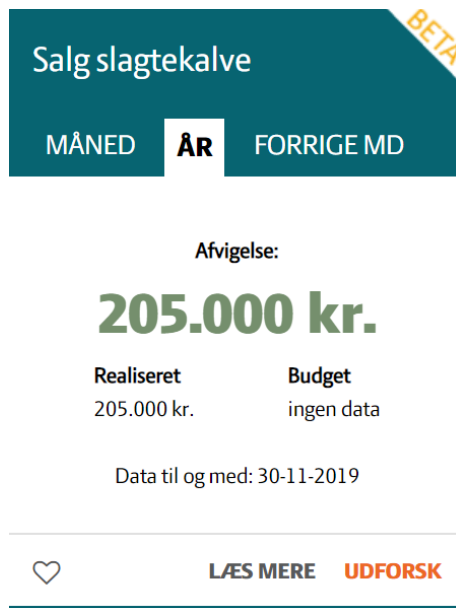 BETA
Salg slagtekalve
MÅNED ÅR FORRIGE MD
Afvigelse:
205.000 kr.
Realiseret Budget
205.000 kr. ingen data
Data til og med: 30-11-2019
LÆS MERE UDFORSK